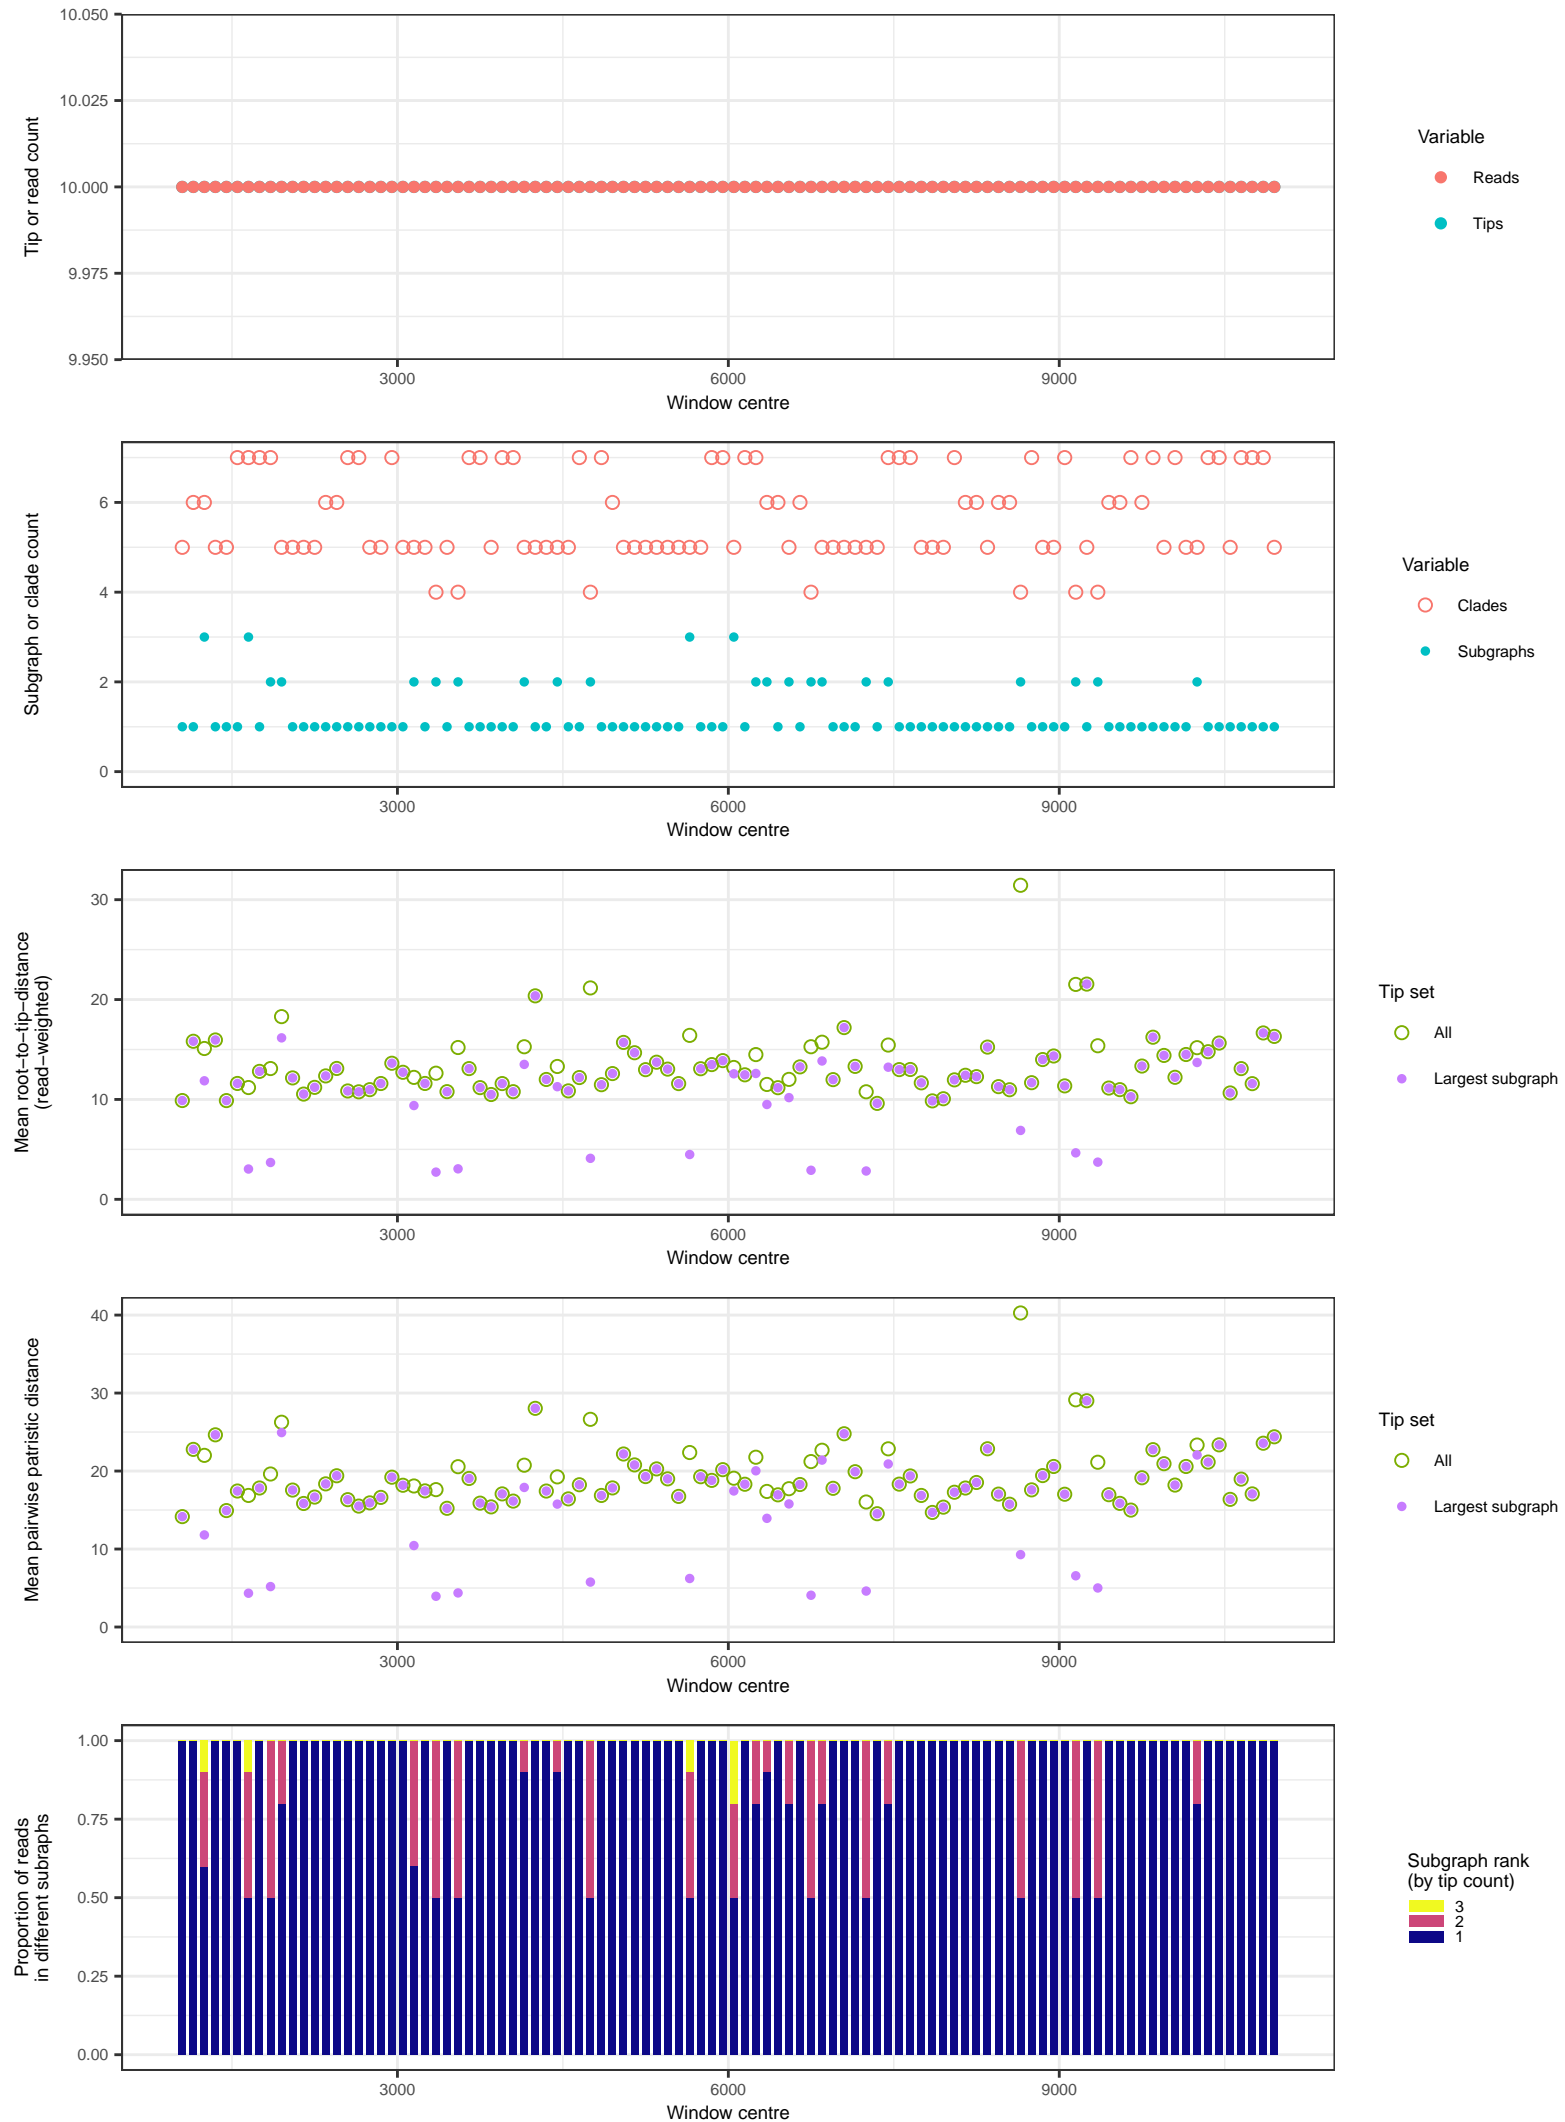 10.050
10.025
10.000
9.975
9.950
Tip or read count
3000 6000 9000
Window centre
Variable
Reads
Tips
6
4
2
0
Subgraph or clade count
3000 6000 9000
Window centre
Variable
Clades
Subgraphs
30
20
10
0
Mean root−to−tip−distance
(read−weighted)
3000 6000 9000
Window centre
Tip set
All
Largest subgraph
40
30
20
10
0
Mean pairwise patristic distance
3000 6000 9000
Window centre
Tip set
All
Largest subgraph
1.00
0.75
0.50
0.25
0.00
Proportion of reads
in different subraphs
3000 6000 9000
Window centre
Subgraph rank
(by tip count)
3
2
1